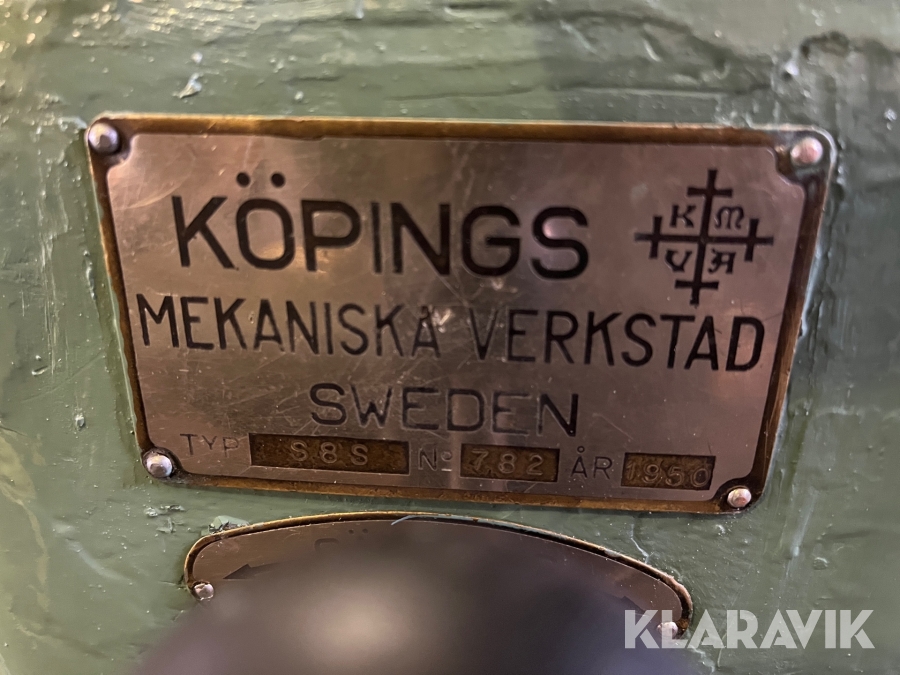 KÖPINGS
K M
V A
MEKANISKA VERKSTAD
SWEDEN
TYP S8S No 782 ÅR 1950
KLARAVIK